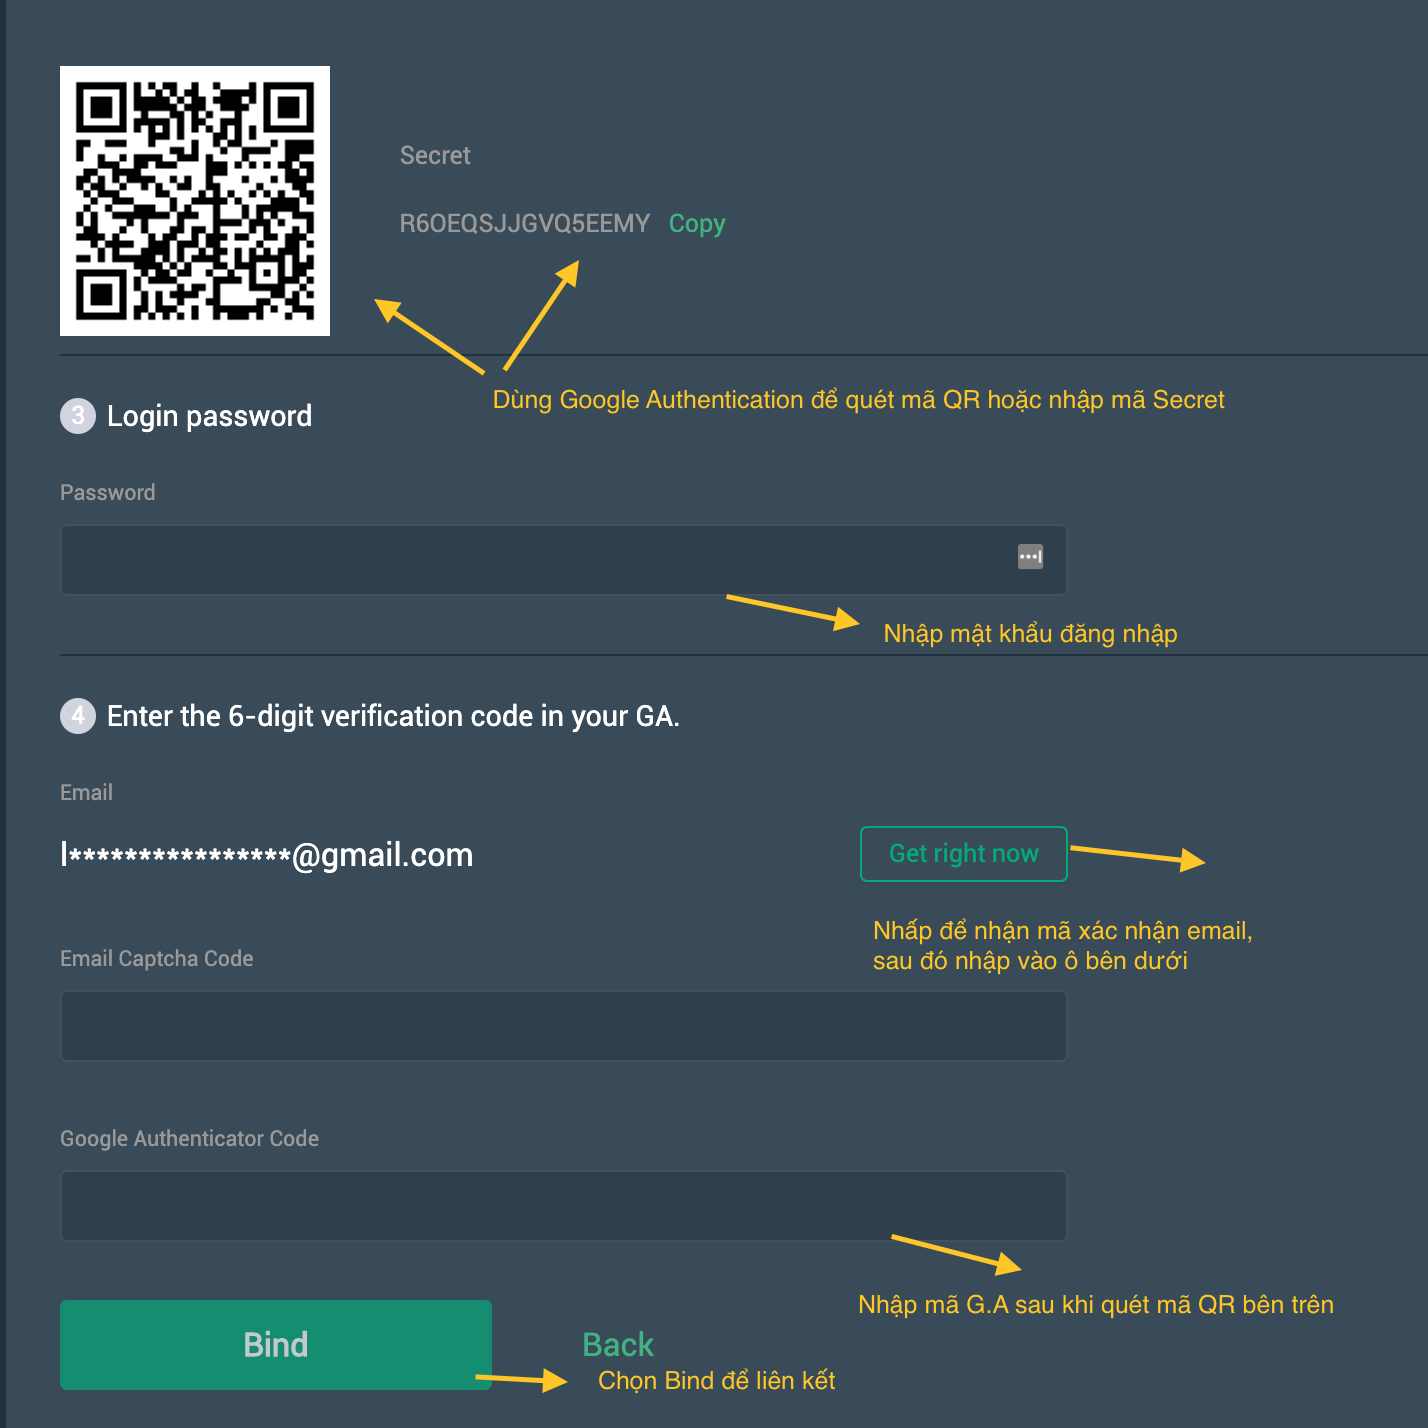 Secret
R6OEQSJJGVQ5EEMY Copy
Dùng Google Authentication để quét mã QR hoặc nhập mã Secret
3 Login password
Password
Nhập mật khẩu đăng nhập
4 Enter the 6-digit verification code in your GA.
Email
l****************@gmail.com
Get right now
Nhấp để nhận mã xác nhận email,
sau đó nhập vào ô bên dưới
Email Captcha Code
Google Authenticator Code
Nhập mã G.A sau khi quét mã QR bên trên
Bind Back
Chọn Bind để liên kết